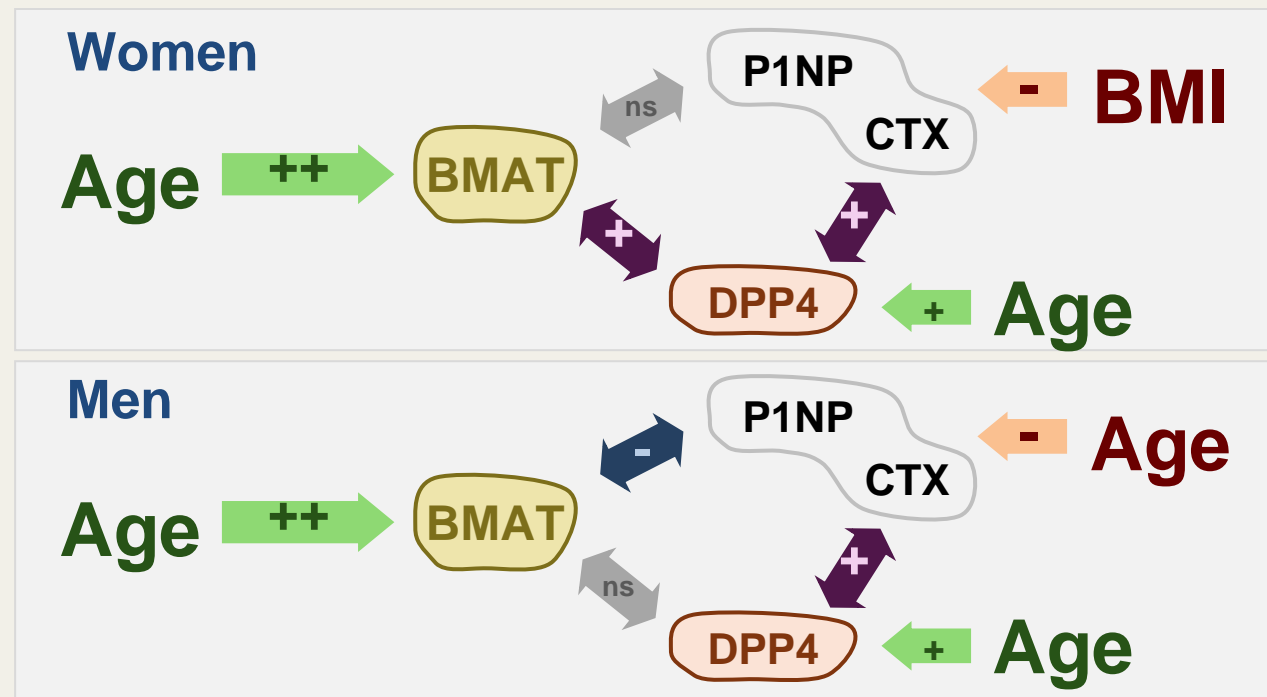 Women
P1NP
ns
CTX
-
BMI
Age
++
BMAT
+
+
DPP4
+
Age
Men
P1NP
-
CTX
-
Age
Age
++
BMAT
ns
+
DPP4
+
Age